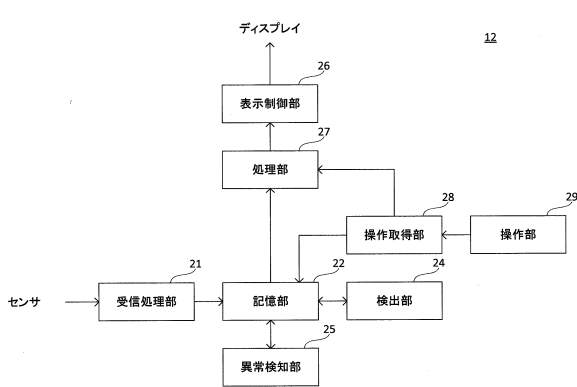 ディスプレイ
12
26
表示制御部
27
処理部
28
操作取得部
29
操作部
センサ
21
受信処理部
22
記憶部
24
検出部
25
異常検知部